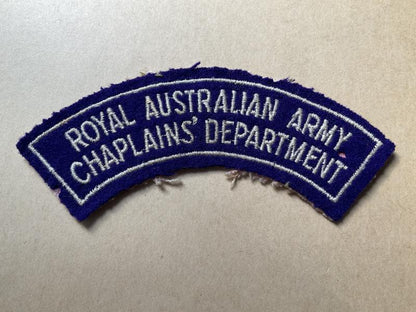 ROYAL AUSTRALIAN ARMY
CHAPLAINS' DEPARTMENT